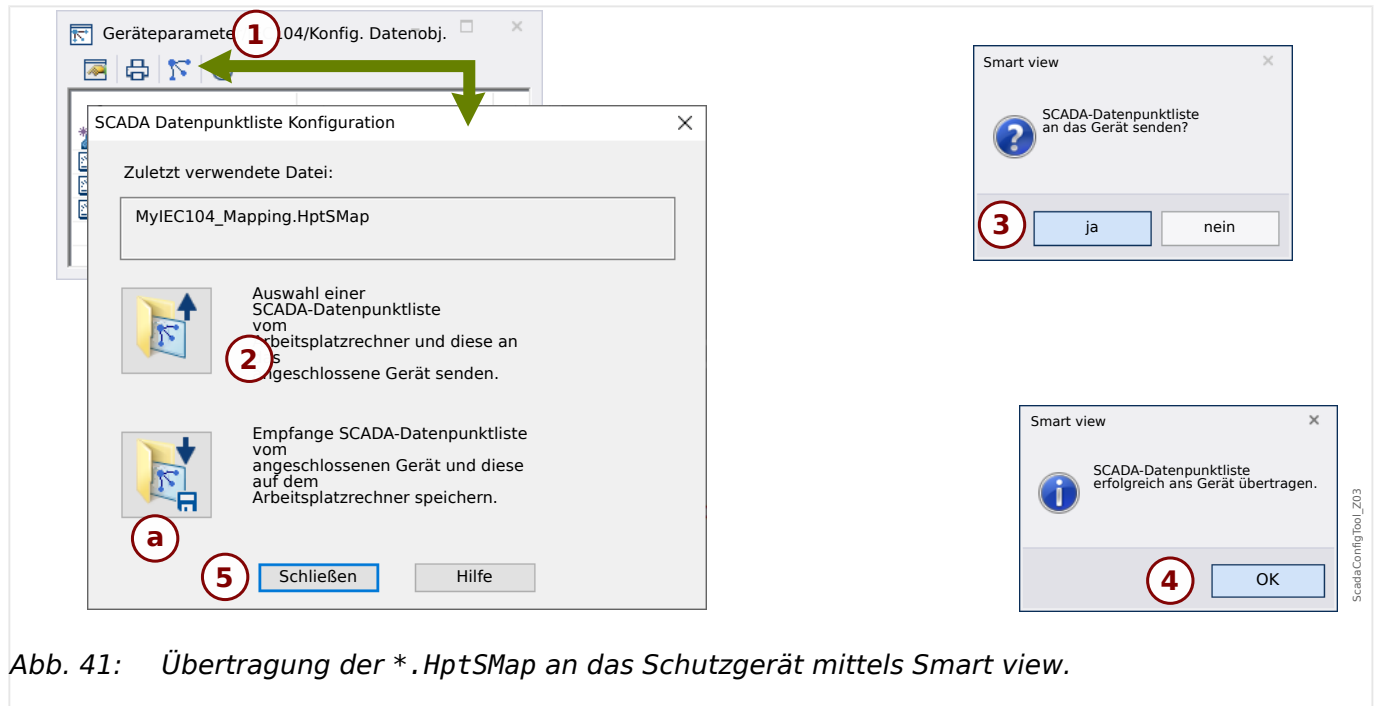 Geräteparameter 104/Konfig. Datenobj.
1
SCADA Datenpunktliste Konfiguration
Zuletzt verwendete Datei:
MyIEC104_Mapping.HptSMap
Auswahl einer
SCADA-Datenpunktliste
vom
Arbeitsplatzrechner und diese an
2
angeschlossene Gerät senden.
Empfange SCADA-Datenpunktliste
vom
angeschlossenen Gerät und diese
auf dem
Arbeitsplatzrechner speichern.
a
5
Schließen
Hilfe
Smart view
SCADA-Datenpunktliste
an das Gerät senden?
3
ja
nein
Smart view
SCADA-Datenpunktliste
erfolgreich ans Gerät übertragen.
4
OK
ScadaConfigTool_Z03
Abb. 41: Übertragung der *.HptSMap an das Schutzgerät mittels Smart view.